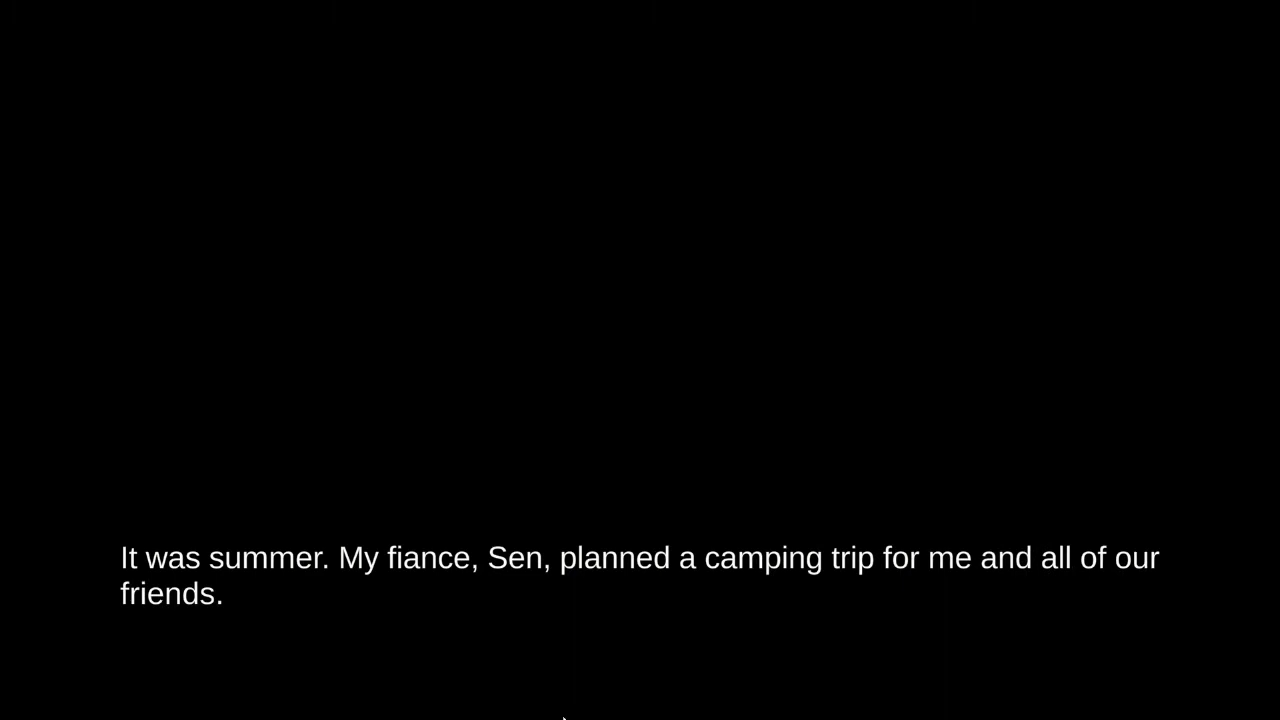 It was summer. My fiance, Sen, planned a camping trip for me and all of our
friends.